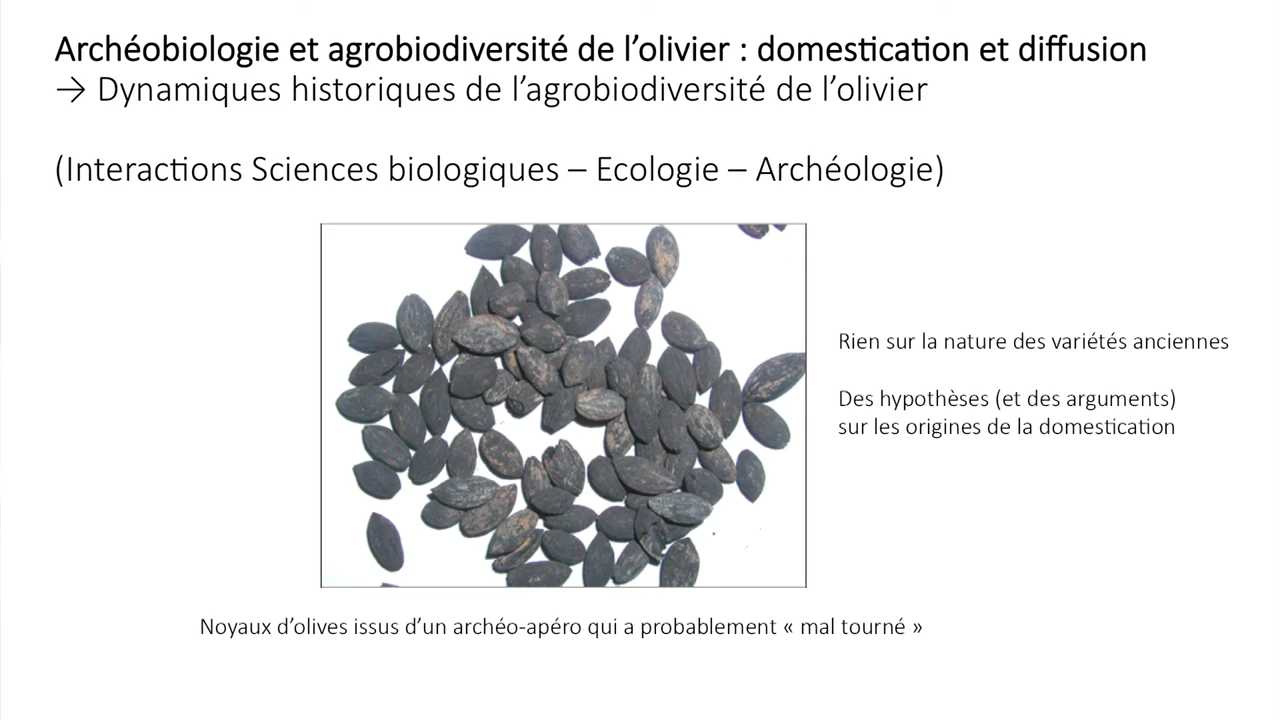 Archéobiologie et agrobiodiversité de l’olivier : domestication et diffusion
→ Dynamiques historiques de l’agrobiodiversité de l’olivier
(Interactions Sciences biologiques – Ecologie – Archéologie)
Rien sur la nature des variétés anciennes
Des hypothèses (et des arguments)
sur les origines de la domestication
Noyaux d’olives issus d’un archéo-apéro qui a probablement « mal tourné »